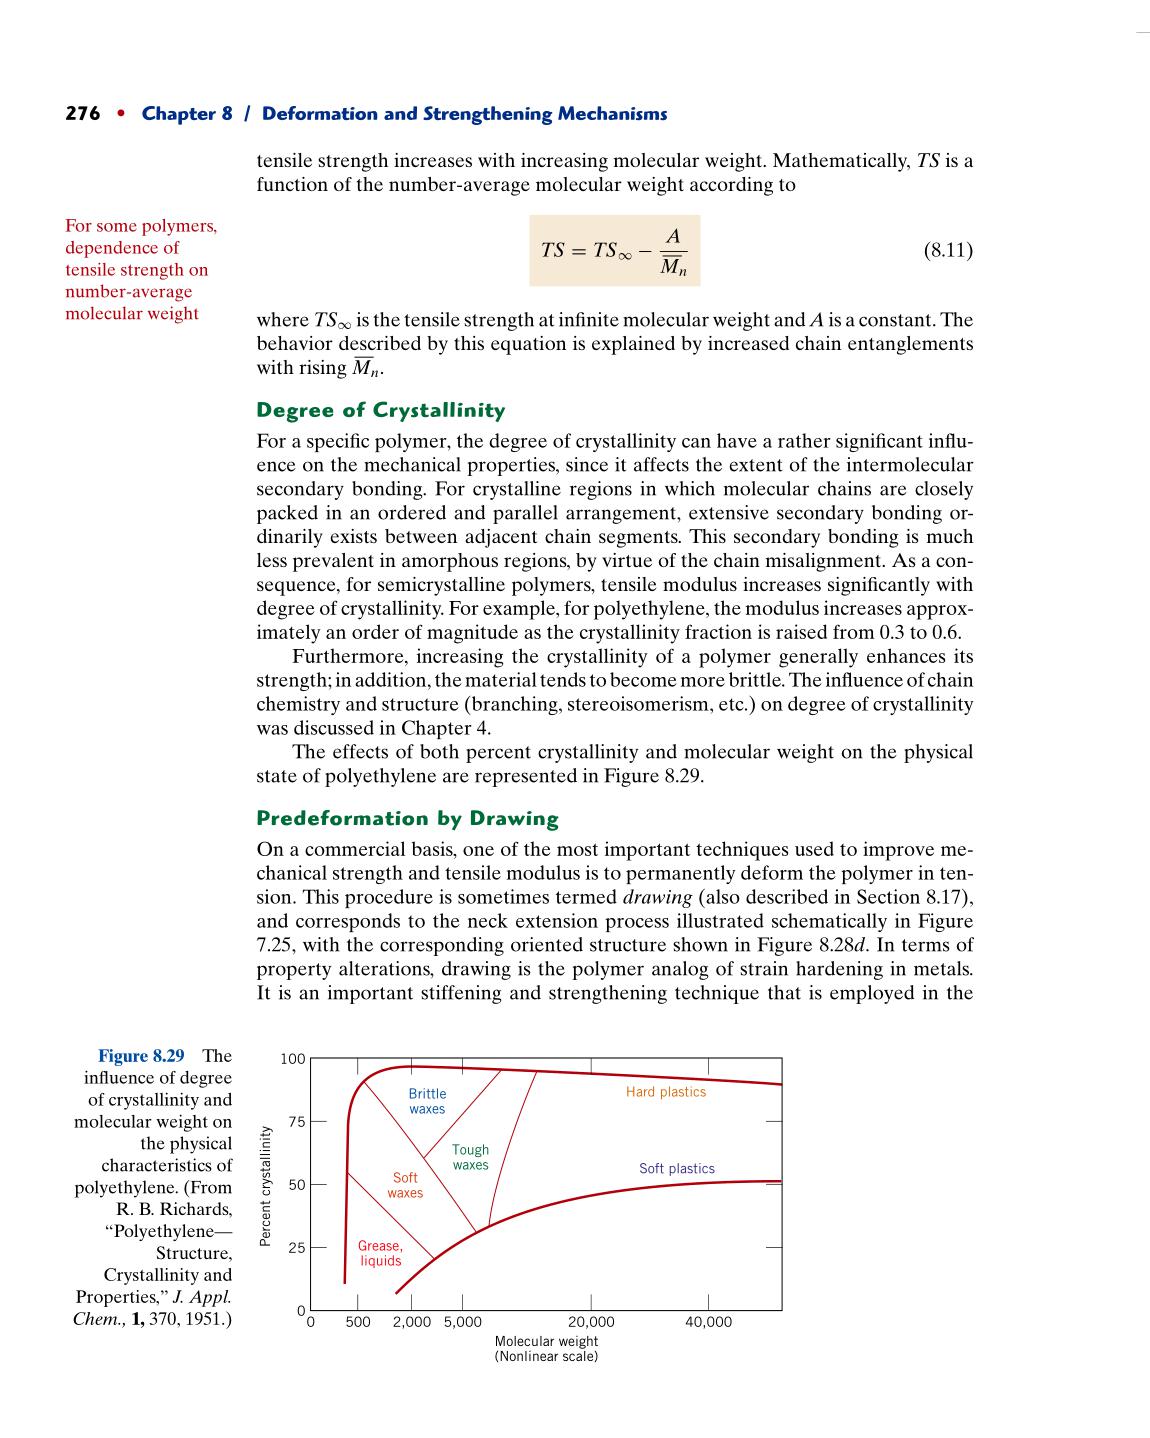 276 • Chapter 8 / Deformation and Strengthening Mechanisms
tensile strength increases with increasing molecular weight. Mathematically, TS is a
function of the number-average molecular weight according to
For some polymers,
dependence of
tensile strength on
number-average
molecular weight
TS = TS∞ − A / M̅n (8.11)
where TS∞ is the tensile strength at infinite molecular weight and A is a constant. The
behavior described by this equation is explained by increased chain entanglements
with rising M̅n.
Degree of Crystallinity
For a specific polymer, the degree of crystallinity can have a rather significant influ-
ence on the mechanical properties, since it affects the extent of the intermolecular
secondary bonding. For crystalline regions in which molecular chains are closely
packed in an ordered and parallel arrangement, extensive secondary bonding or-
dinarily exists between adjacent chain segments. This secondary bonding is much
less prevalent in amorphous regions, by virtue of the chain misalignment. As a con-
sequence, for semicrystalline polymers, tensile modulus increases significantly with
degree of crystallinity. For example, for polyethylene, the modulus increases approx-
imately an order of magnitude as the crystallinity fraction is raised from 0.3 to 0.6.
Furthermore, increasing the crystallinity of a polymer generally enhances its
strength; in addition, the material tends to become more brittle. The influence of chain
chemistry and structure (branching, stereoisomerism, etc.) on degree of crystallinity
was discussed in Chapter 4.
The effects of both percent crystallinity and molecular weight on the physical
state of polyethylene are represented in Figure 8.29.
Predeformation by Drawing
On a commercial basis, one of the most important techniques used to improve me-
chanical strength and tensile modulus is to permanently deform the polymer in ten-
sion. This procedure is sometimes termed drawing (also described in Section 8.17),
and corresponds to the neck extension process illustrated schematically in Figure
7.25, with the corresponding oriented structure shown in Figure 8.28d. In terms of
property alterations, drawing is the polymer analog of strain hardening in metals.
It is an important stiffening and strengthening technique that is employed in the
Figure 8.29 The
influence of degree
of crystallinity and
molecular weight on
the physical
characteristics of
polyethylene. (From
R. B. Richards,
“Polyethylene—
Structure,
Crystallinity and
Properties,” J. Appl.
Chem., 1, 370, 1951.)
Percent crystallinity
100
75
50
25
0
Brittle
waxes
Hard plastics
Tough
waxes
Soft plastics
Soft
waxes
Grease,
liquids
0 500 2,000 5,000 20,000 40,000
Molecular weight
(Nonlinear scale)